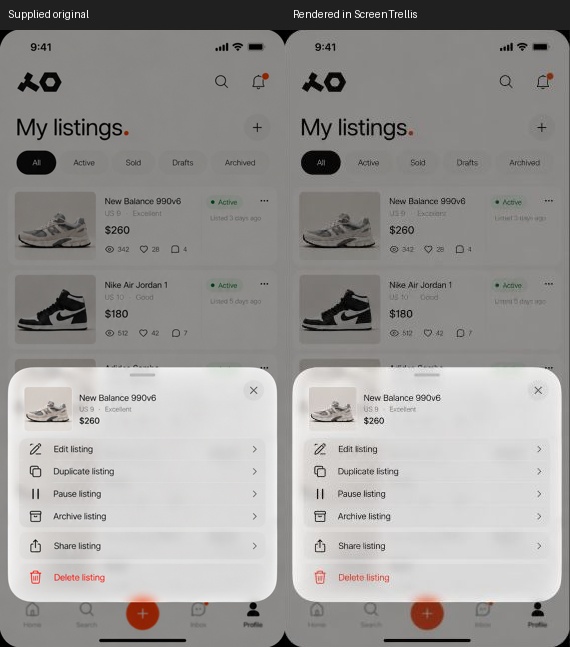 Supplied original
Rendered in ScreenTrellis
9:41
My listings.
All Active Sold Drafts Archived
New Balance 990v6
US 9 · Excellent
$260
342 28 4
Active
Listed 3 days ago
Nike Air Jordan 1
US 10 · Good
$180
512 42 7
Active
Listed 5 days ago
New Balance 990v6
US 9 · Excellent
$260
Edit listing
Duplicate listing
Pause listing
Archive listing
Share listing
Delete listing
Home Search Inbox Profile
9:41
My listings.
All Active Sold Drafts Archived
New Balance 990v6
US 9 · Excellent
$260
342 28 4
Active
Listed 3 days ago
Nike Air Jordan 1
US 10 · Good
$180
512 42 7
Active
Listed 5 days ago
New Balance 990v6
US 9 · Excellent
$260
Edit listing
Duplicate listing
Pause listing
Archive listing
Share listing
Delete listing
Home Search Inbox Profile